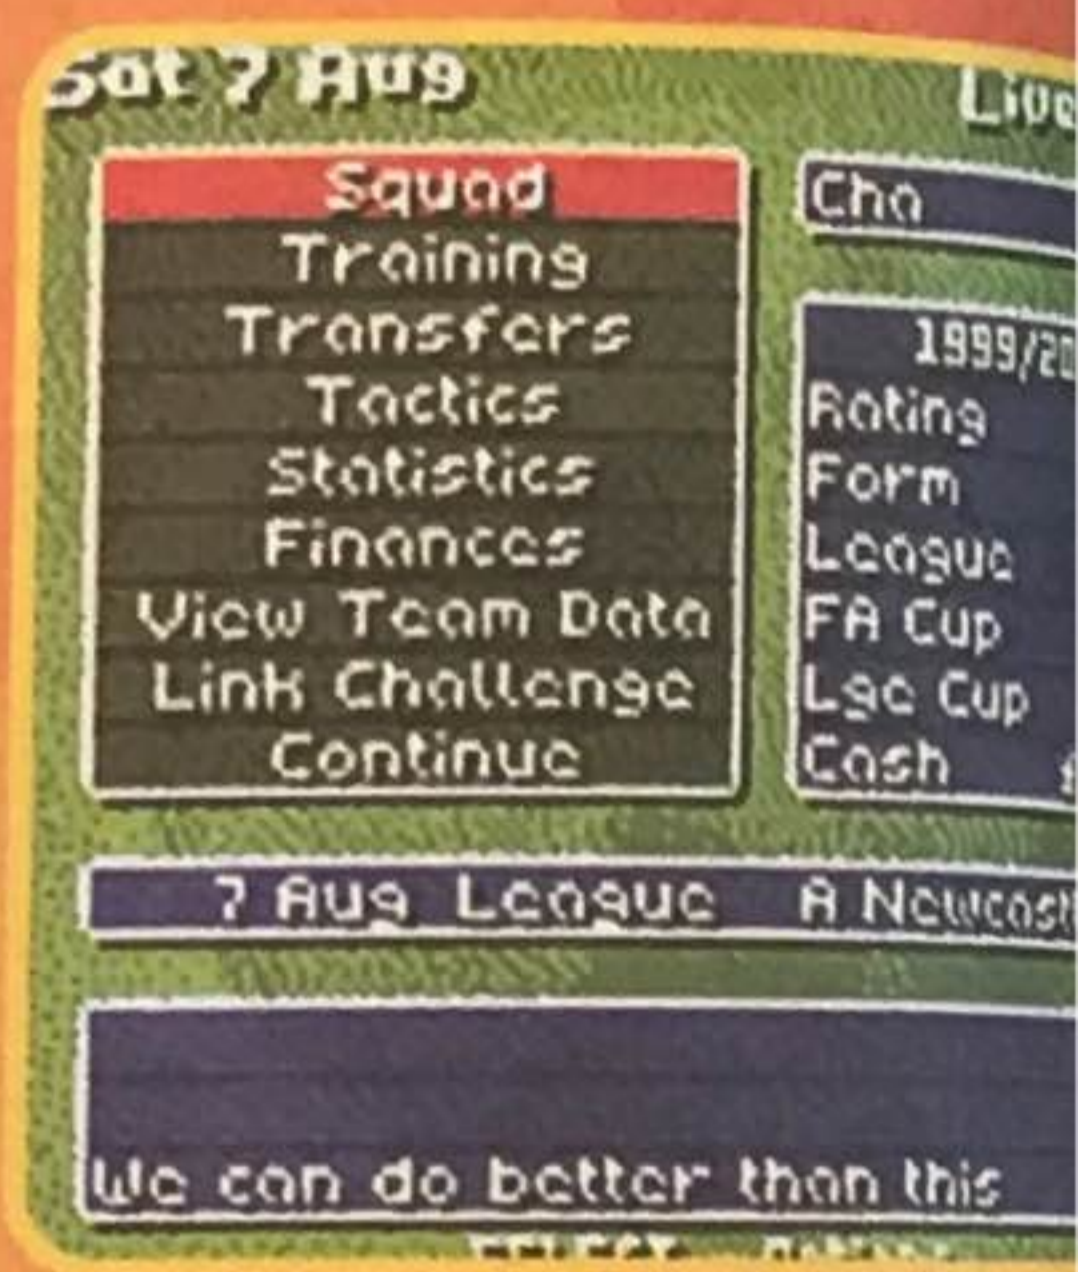 Sat 7 Aug
Live
Squad
Training
Transfers
Tactics
Statistics
Finances
View Team Data
Link Challenge
Continue
Cha
1999/20
Rating
Form
League
FA Cup
Lge Cup
Cash £
7 Aug League A Newcast
We can do better than this
SELECT